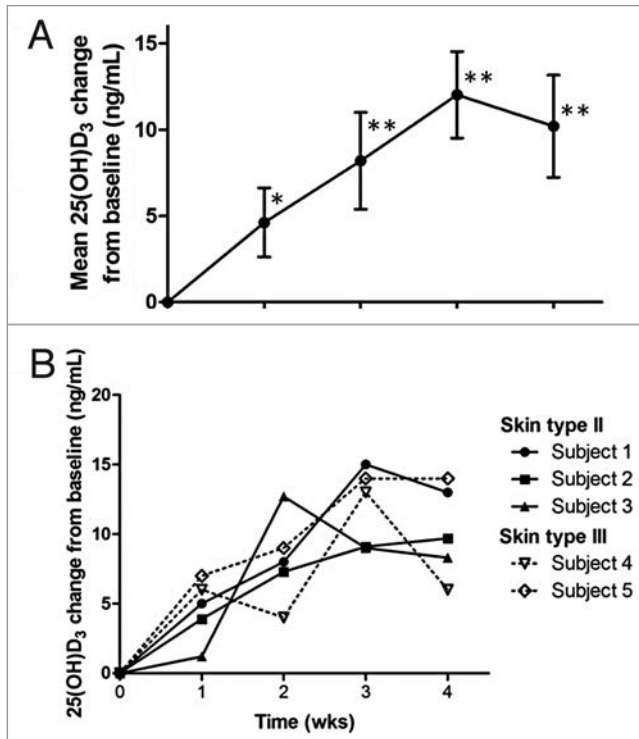 A
Mean 25(OH)D₃ change
from baseline (ng/mL)
15
10
5
0
*
**
**
**
B
25(OH)D₃ change from baseline (ng/mL)
20
15
10
5
0
0 1 2 3 4
Time (wks)
Skin type II
Subject 1
Subject 2
Subject 3
Skin type III
Subject 4
Subject 5